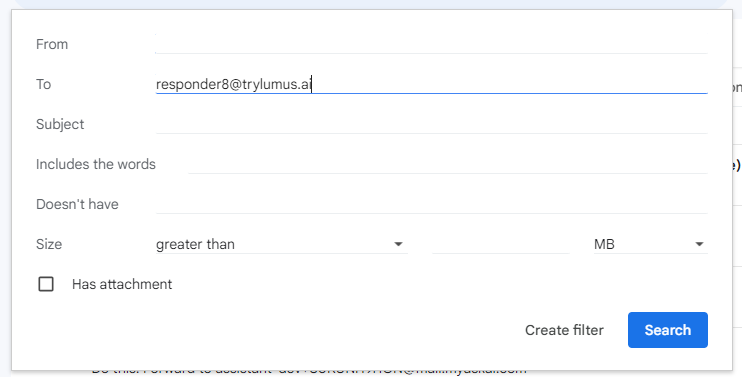 From
To responder8@trylumus.ai
Subject
Includes the words
Doesn't have
Size greater than MB
Has attachment
Create filter Search